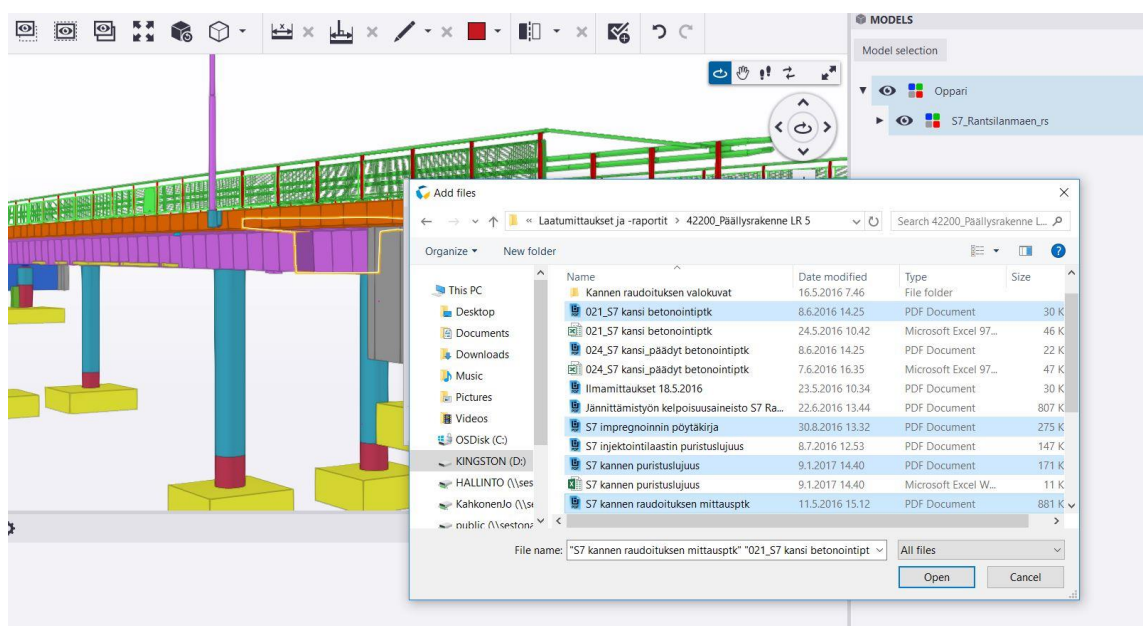 MODELS
Model selection
Oppari
S7_Rantsilanmaen_rs
Add files
« Laatumittaukset ja -raportit > 42200_Päällysrakenne LR 5
Search 42200_Päällysrakenne L...
Organize
New folder
Name Date modified Type Size
This PC
Desktop
Documents
Downloads
Music
Pictures
Videos
OSDisk (C:)
KINGSTON (D:)
HALLINTO (\\ses
KahkonenJo (\\se
public (\\sestona
Kannen raudoituksen valokuvat 16.5.2016 7.46 File folder
021_S7 kansi betonointiptk 8.6.2016 14.25 PDF Document 30 K
021_S7 kansi betonointiptk 24.5.2016 10.42 Microsoft Excel 97... 46 K
024_S7 kansi_päädyt betonointiptk 8.6.2016 14.25 PDF Document 22 K
024_S7 kansi_päädyt betonointiptk 7.6.2016 16.35 Microsoft Excel 97... 47 K
Ilmamittaukset 18.5.2016 23.5.2016 10.34 PDF Document 30 K
Jännittämistyön kelpoisuusaineisto S7 Ra... 22.6.2016 13.44 PDF Document 807 K
S7 impregnoinnin pöytäkirja 30.8.2016 13.32 PDF Document 275 K
S7 injektointilaastin puristuslujuus 8.7.2016 12.53 PDF Document 147 K
S7 kannen puristuslujuus 9.1.2017 14.40 PDF Document 171 K
S7 kannen puristuslujuus 9.1.2017 14.40 Microsoft Excel W... 11 K
S7 kannen raudoituksen mittausptk 11.5.2016 15.12 PDF Document 881 K
File name: "S7 kannen raudoituksen mittausptk" "021_S7 kansi betonointipt
All files
Open
Cancel